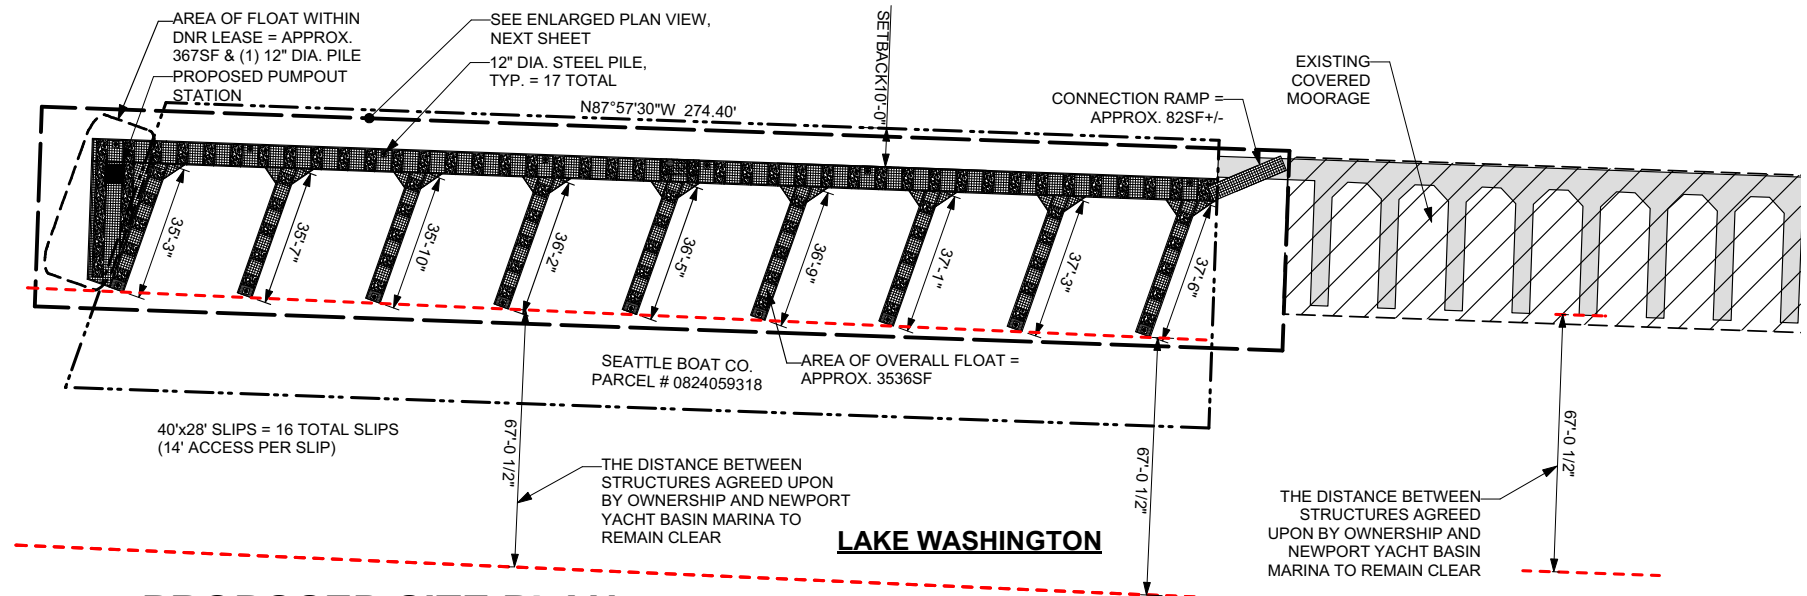 AREA OF FLOAT WITHIN
DNR LEASE = APPROX.
367SF & (1) 12" DIA. PILE
PROPOSED PUMPOUT
STATION
SEE ENLARGED PLAN VIEW,
NEXT SHEET
12" DIA. STEEL PILE,
TYP. = 17 TOTAL
N87°57'30"W 274.40'
SETBACK10'-0"
CONNECTION RAMP =
APPROX. 82SF+/-
EXISTING
COVERED
MOORAGE
35'-3"
35'-7"
35'-10"
36'-2"
36'-5"
36'-9"
37'-1"
37'-3"
37'-6"
SEATTLE BOAT CO.
PARCEL # 0824059318
AREA OF OVERALL FLOAT =
APPROX. 3536SF
40'x28' SLIPS = 16 TOTAL SLIPS
(14' ACCESS PER SLIP)
67'-0 1/2"
THE DISTANCE BETWEEN
STRUCTURES AGREED UPON
BY OWNERSHIP AND NEWPORT
YACHT BASIN MARINA TO
REMAIN CLEAR
LAKE WASHINGTON
67'-0 1/2"
67'-0 1/2"
THE DISTANCE BETWEEN
STRUCTURES AGREED
UPON BY OWNERSHIP AND
NEWPORT YACHT BASIN
MARINA TO REMAIN CLEAR
PROPOSED SITE PLAN